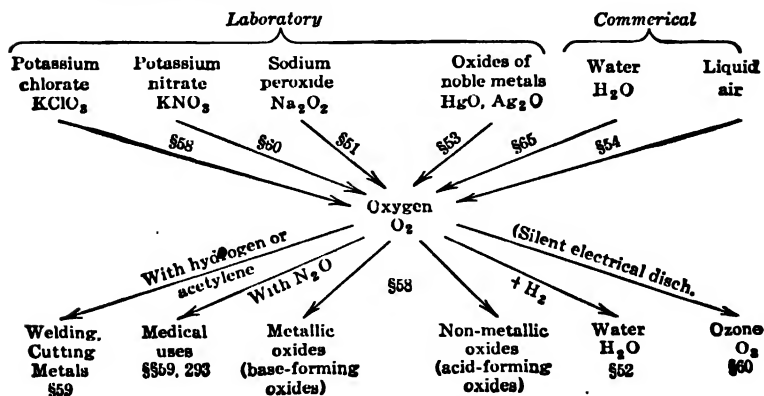 Laboratory
Commerical
Potassium chlorate KClO₃
Potassium nitrate KNO₃
Sodium peroxide Na₂O₂
Oxides of noble metals HgO, Ag₂O
Water H₂O
Liquid air
§58
§60
§51
§53
§65
§54
Oxygen
O₂
With hydrogen or
acetylene
With N₂O
§58
+ H₂
(Silent electrical disch.
Welding,
Cutting
Metals
§59
Medical
uses
§§59, 293
Metallic
oxides
(base-forming
oxides)
Non-metallic
oxides
(acid-forming
oxides)
Water
H₂O
§52
Ozone
O₃
§60